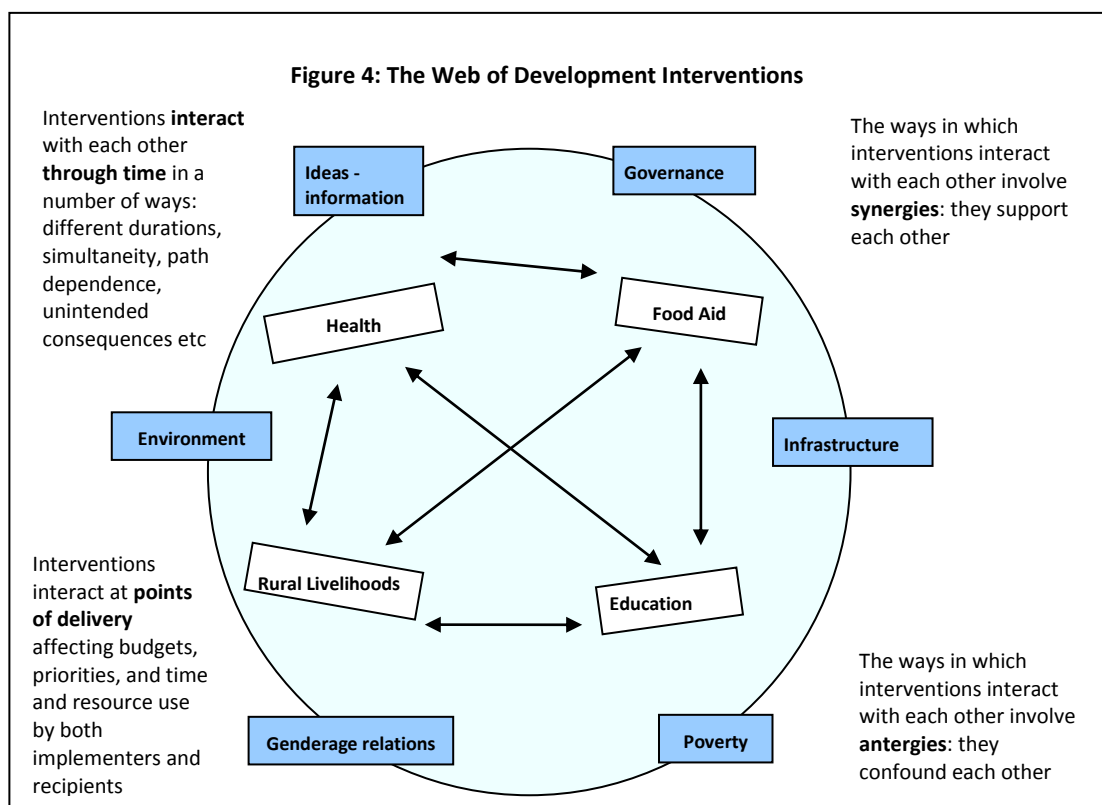 Figure 4: The Web of Development Interventions
Interventions interact
with each other
through time in a
number of ways:
different durations,
simultaneity, path
dependence,
unintended
consequences etc
The ways in which
interventions interact
with each other involve
synergies: they support
each other
Ideas -
information
Governance
Health
Food Aid
Environment
Infrastructure
Rural Livelihoods
Education
Genderage relations
Poverty
Interventions
interact at points
of delivery
affecting budgets,
priorities, and time
and resource use
by both
implementers and
recipients
The ways in which
interventions interact
with each other involve
antergies: they
confound each other